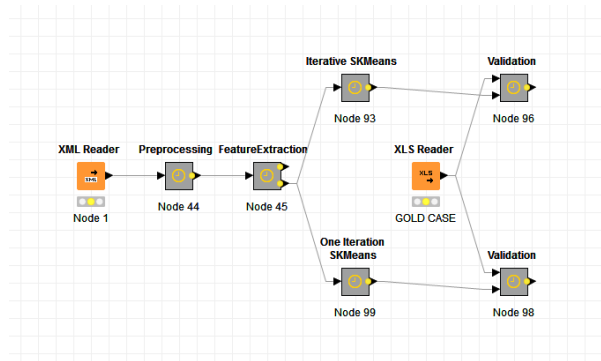 Iterative SKMeans
Validation
Node 93
Node 96
XML Reader
Preprocessing
FeatureExtraction
XLS Reader
XML
XLS
Node 1
Node 44
Node 45
GOLD CASE
One Iteration
SKMeans
Validation
Node 99
Node 98